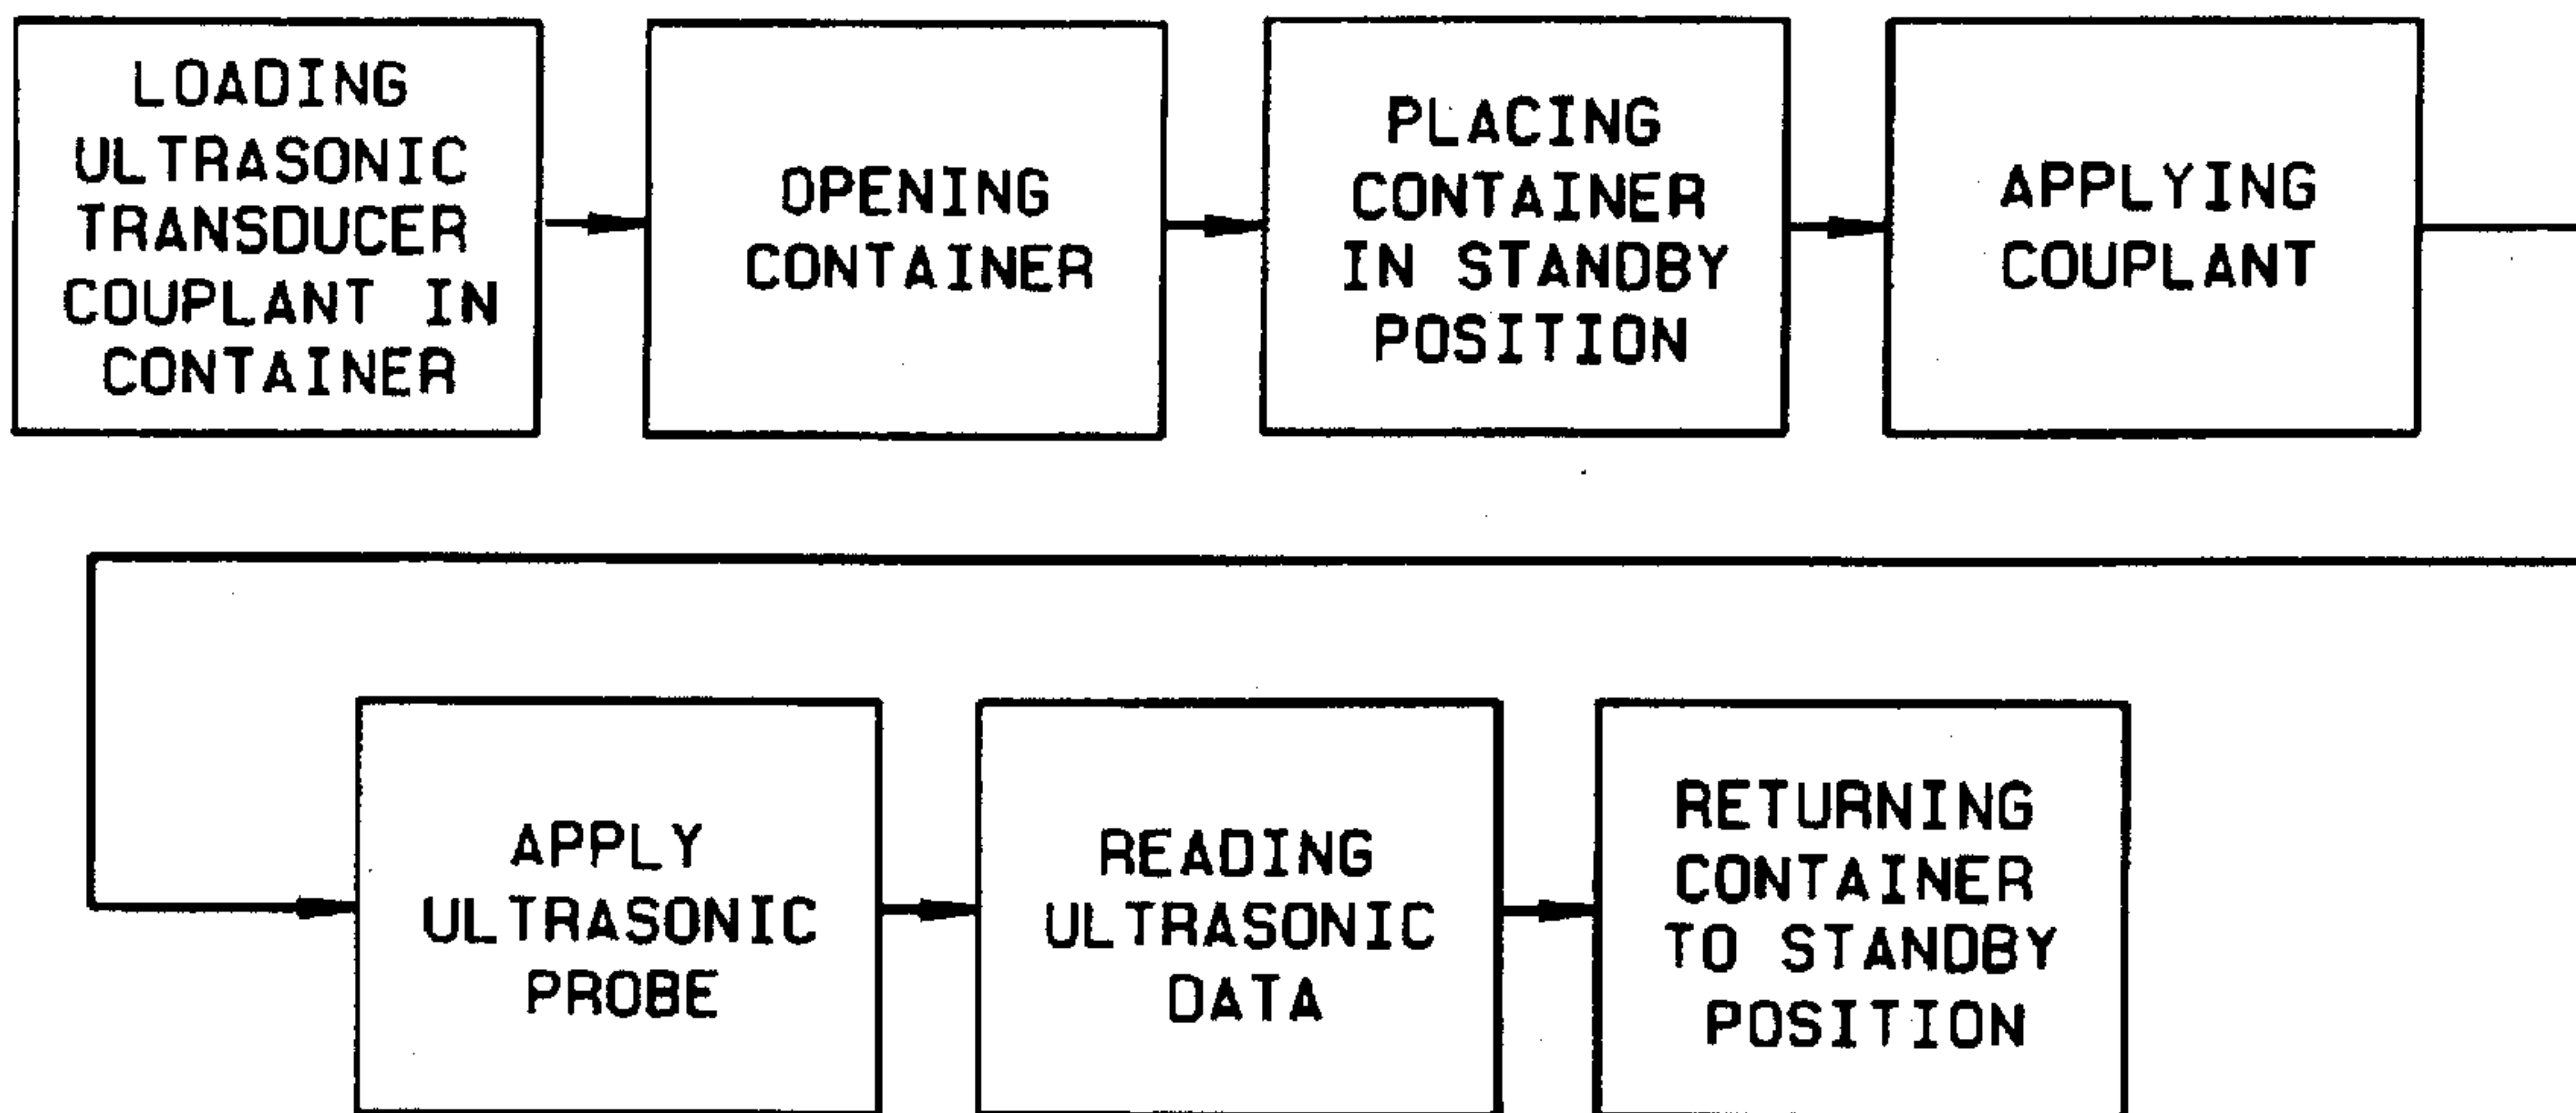 LOADING
ULTRASONIC
TRANSDUCER
COUPLANT IN
CONTAINER
OPENING
CONTAINER
PLACING
CONTAINER
IN STANDBY
POSITION
APPLYING
COUPLANT
APPLY
ULTRASONIC
PROBE
READING
ULTRASONIC
DATA
RETURNING
CONTAINER
TO STANDBY
POSITION